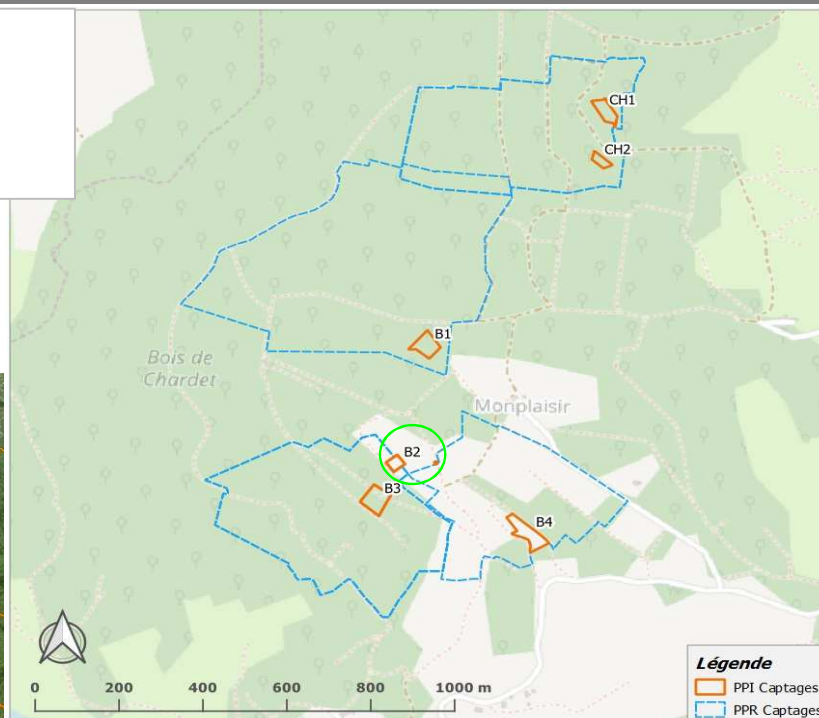 CH1
CH2
B1
Bois de
Chardet
Monplaisir
B2
B3
B4
0 200 400 600 800 1000 m
Légende
PPI Captages
PPR Captages